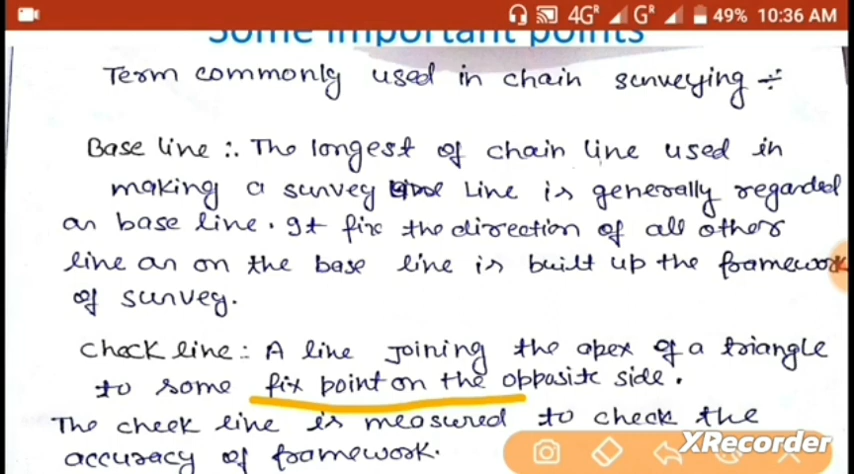 4G R G R 49% 10:36 AM
Some important points
Term commonly used in chain surveying ÷
Base line :. The longest of chain line used in
making a survey line is generally regarded
an base line. It fix the direction of all other
line an on the base line is built up the framework
of survey.
Check line : A line joining the apex of a triangle
to some fix point on the opposite side.
The check line is measured to check the
accuracy of framework.
XRecorder